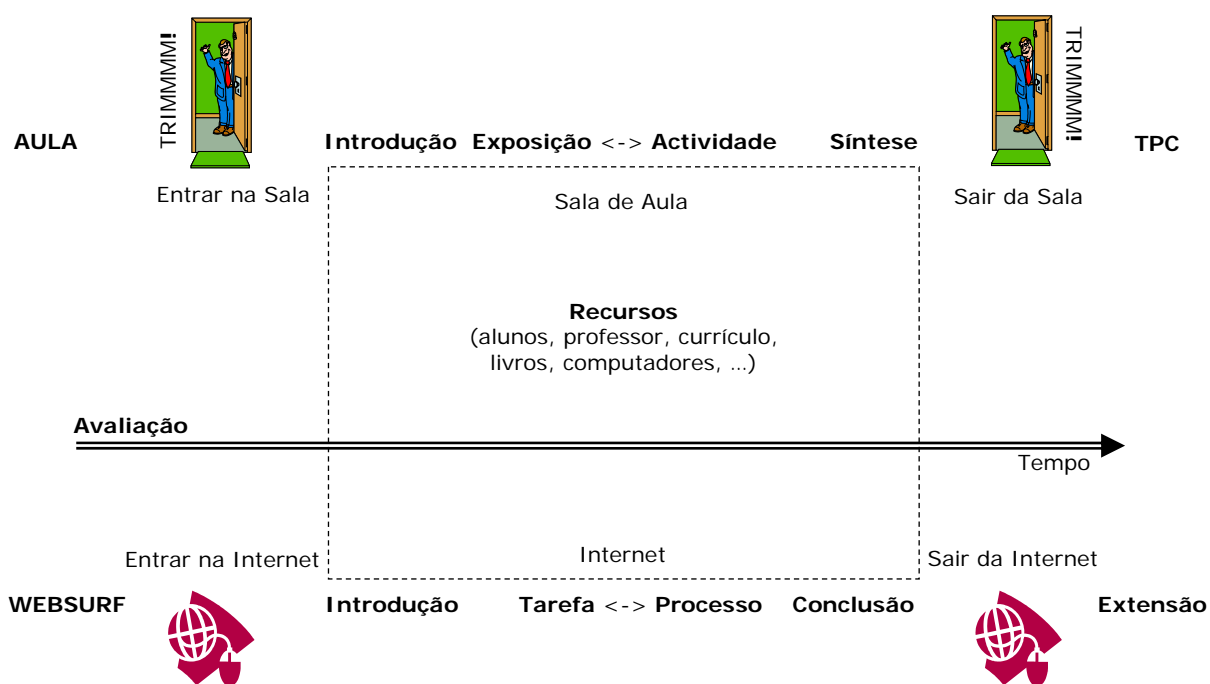 TRIMMMM!
TRIMMMM!
AULA
Introdução Exposição <-> Actividade Síntese
TPC
Entrar na Sala
Sala de Aula
Sair da Sala
Recursos
(alunos, professor, currículo,
livros, computadores, ...)
Avaliação
Tempo
Entrar na Internet
Internet
Sair da Internet
WEBSURF
Introdução Tarefa <-> Processo Conclusão
Extensão